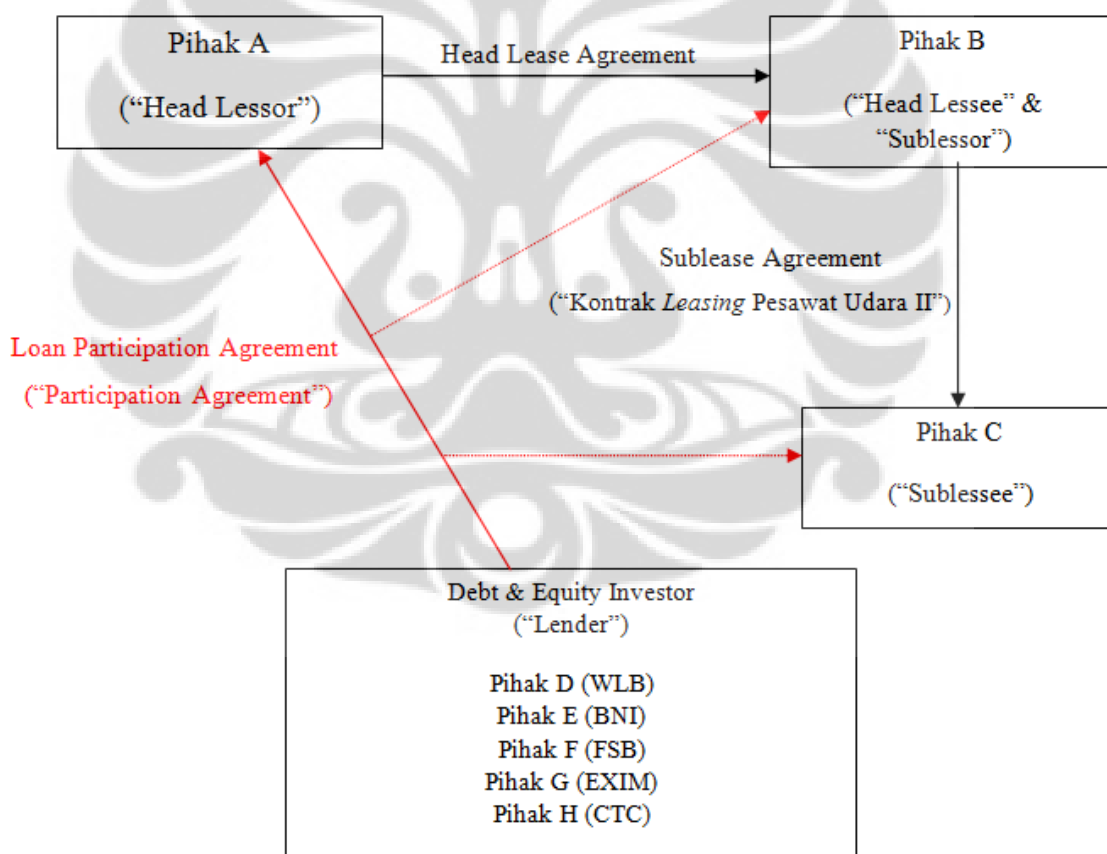 Pihak A
(“Head Lessor”)
Head Lease Agreement
Pihak B
(“Head Lessee” &
“Sublessor”)
Sublease Agreement
(“Kontrak Leasing Pesawat Udara II”)
Loan Participation Agreement
(“Participation Agreement”)
Pihak C
(“Sublessee”)
Debt & Equity Investor
(“Lender”)
Pihak D (WLB)
Pihak E (BNI)
Pihak F (FSB)
Pihak G (EXIM)
Pihak H (CTC)